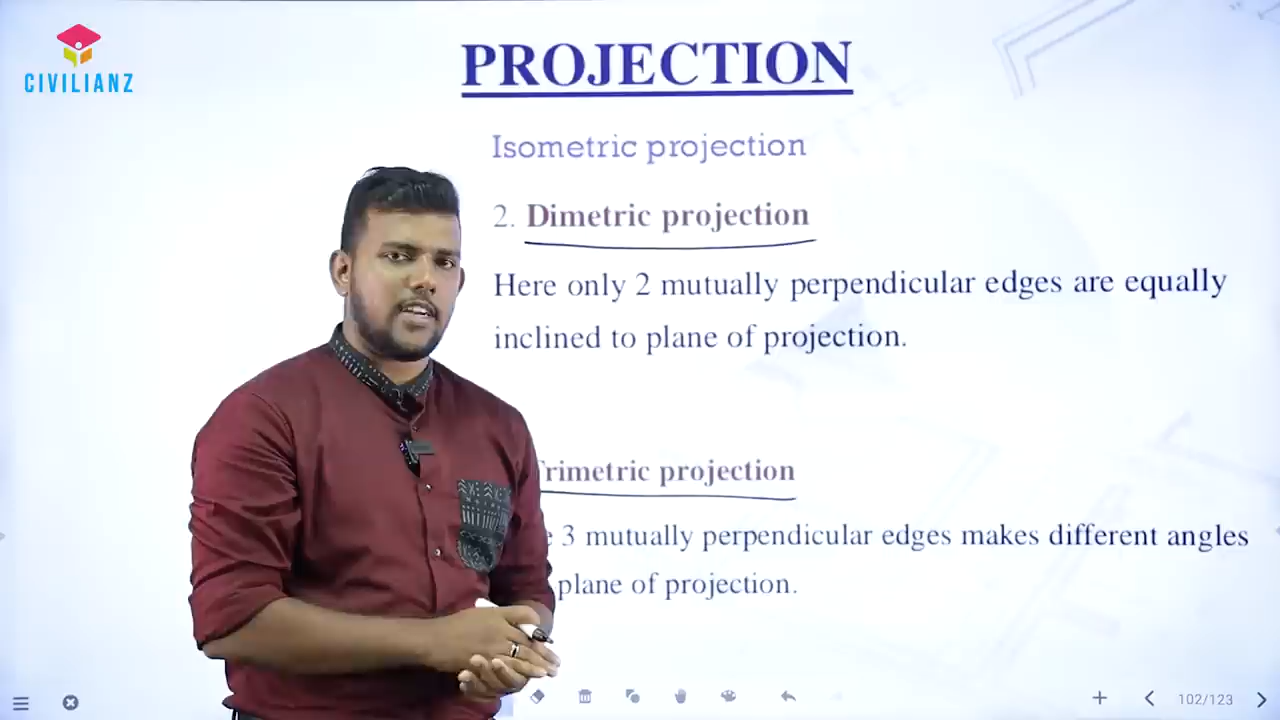 CIVILIANZ
PROJECTION
Isometric projection
2. Dimetric projection
Here only 2 mutually perpendicular edges are equally
inclined to plane of projection.
Trimetric projection
3 mutually perpendicular edges makes different angles
plane of projection.
102/123